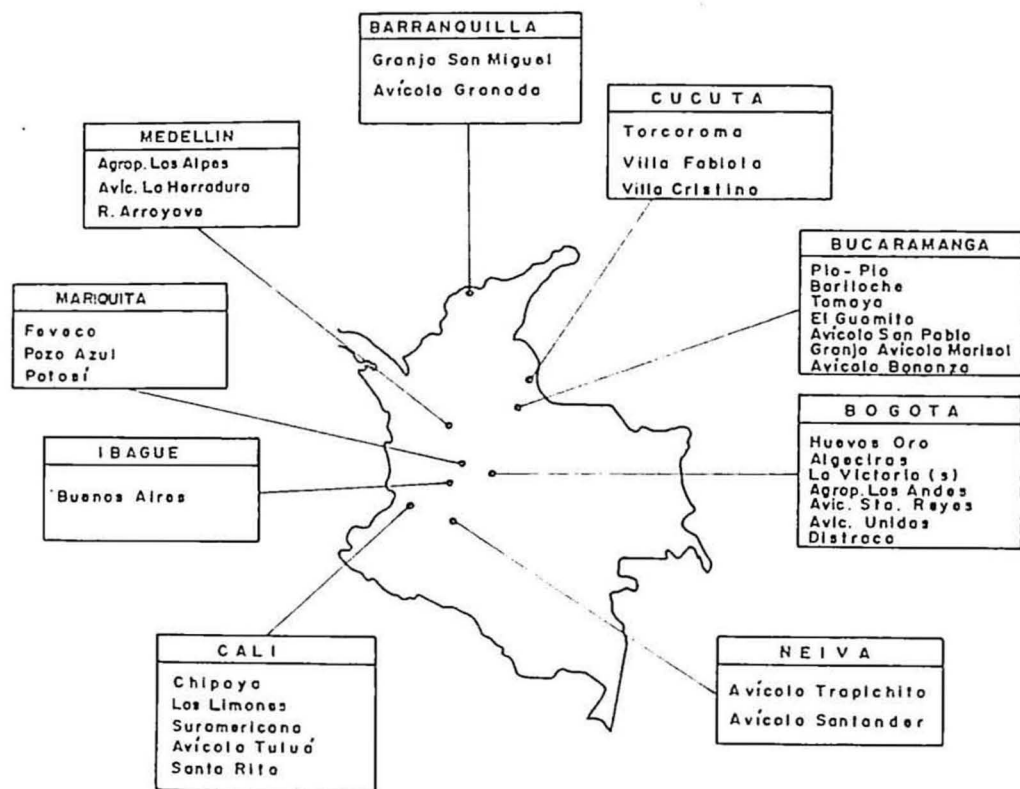 BARRANQUILLA
Granja San Miguel
Avícola Granada
CUCUTA
Torcoroma
Villa Fabiola
Villa Cristina
MEDELLIN
Agrop. Los Alpes
Avic. La Herradura
R. Arroyave
BUCARAMANGA
Pio-Pio
Bariloche
Tamaya
El Guamito
Avícola San Pablo
Granja Avícola Marisol
Avícola Bonanza
MARIQUITA
Favaco
Pozo Azul
Potosí
BOGOTA
Huevos Oro
Algeciras
La Victoria (s)
Agrop. Los Andes
Avic. Sta. Reyes
Avic. Unidas
Distraco
IBAGUE
Buenos Aires
CALI
Chipaya
Los Limones
Suramericana
Avícola Tuluá
Santa Rita
NEIVA
Avícola Trapichito
Avícola Santander